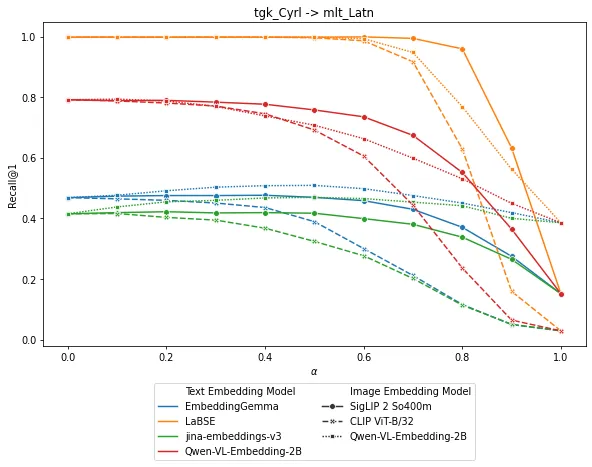 tgk_Cyrl -> mlt_Latn
1.0
0.8
0.6
0.4
0.2
0.0
Recall@1
0.0 0.2 0.4 0.6 0.8 1.0
α
Text Embedding Model Image Embedding Model
EmbeddingGemma SigLIP 2 So400m
LaBSE CLIP ViT-B/32
jina-embeddings-v3 Qwen-VL-Embedding-2B
Qwen-VL-Embedding-2B